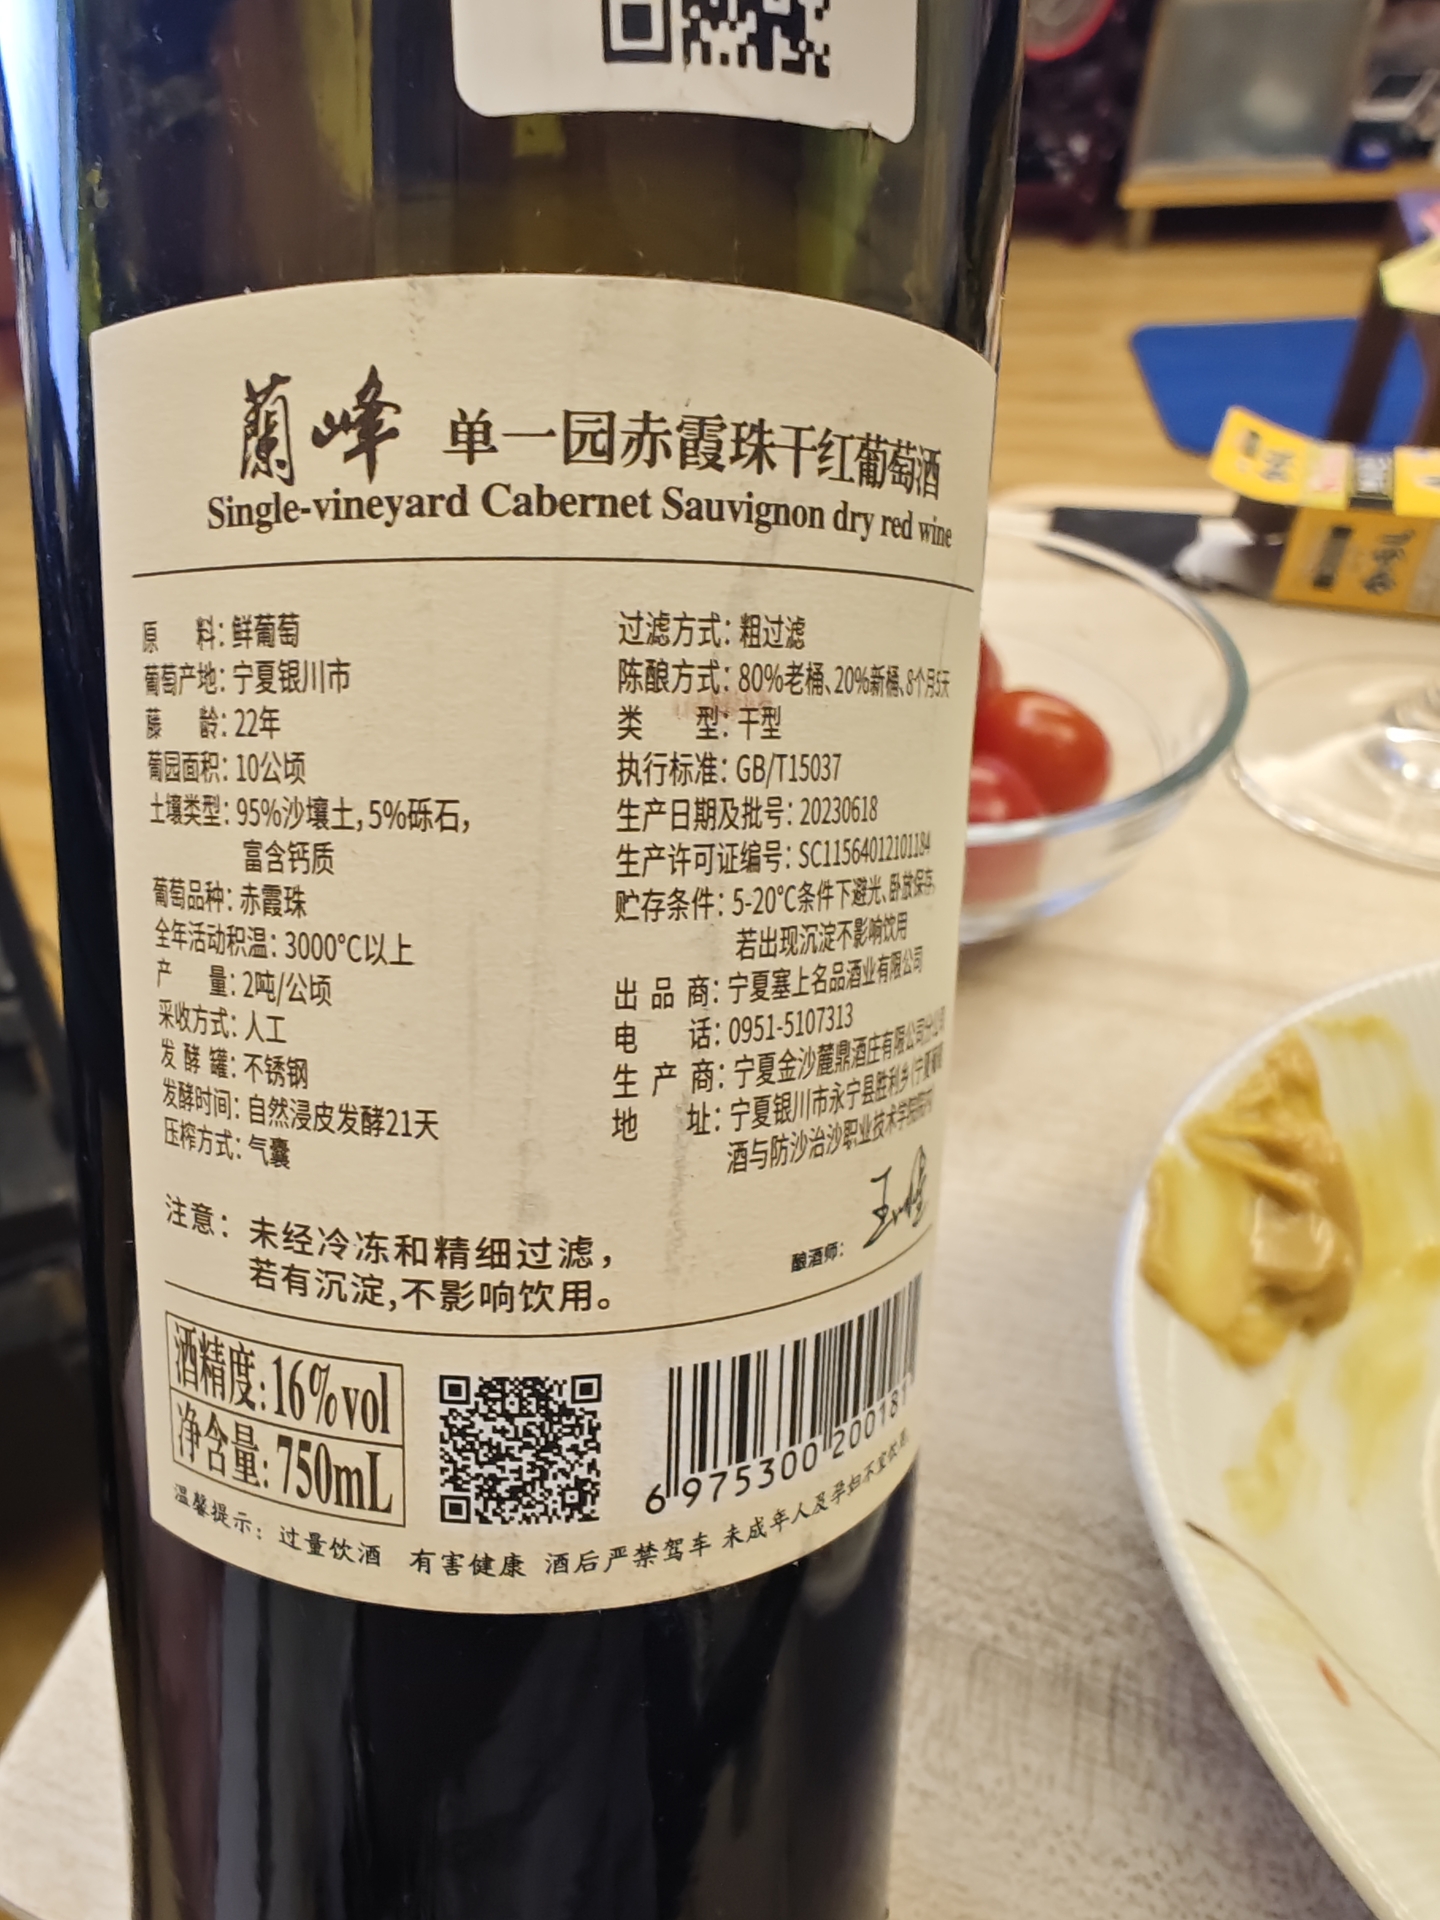 蘭峰 单一园赤霞珠干红葡萄酒
Single-vineyard Cabernet Sauvignon dry red wine
原 料：鲜葡萄
葡萄产地：宁夏银川市
藤 龄：22年
葡园面积：10公顷
土壤类型：95%沙壤土，5%砾石，
富含钙质
葡萄品种：赤霞珠
全年活动积温：3000°C以上
产 量：2吨/公顷
采收方式：人工
发 酵 罐：不锈钢
发酵时间：自然浸皮发酵21天
压榨方式：气囊
过滤方式：粗过滤
陈酿方式：80%老桶、20%新桶、8个月5天
类 型：干型
执行标准：GB/T15037
生产日期及批号：20230618
生产许可证编号：SC11564012101184
贮存条件：5-20°C条件下避光、卧放保存，
若出现沉淀不影响饮用
出 品 商：宁夏塞上名品酒业有限公司
电 话：0951-5107313
生 产 商：宁夏金沙麓鼎酒庄有限公司分公司
地 址：宁夏银川市永宁县胜利乡(宁夏葡萄
酒与防沙治沙职业技术学院院内
注意：未经冷冻和精细过滤，
若有沉淀,不影响饮用。
酿酒师：
酒精度:16%vol
净含量:750mL
6 975300 200181
温馨提示：过量饮酒 有害健康 酒后严禁驾车 未成年人及孕妇不宜饮用